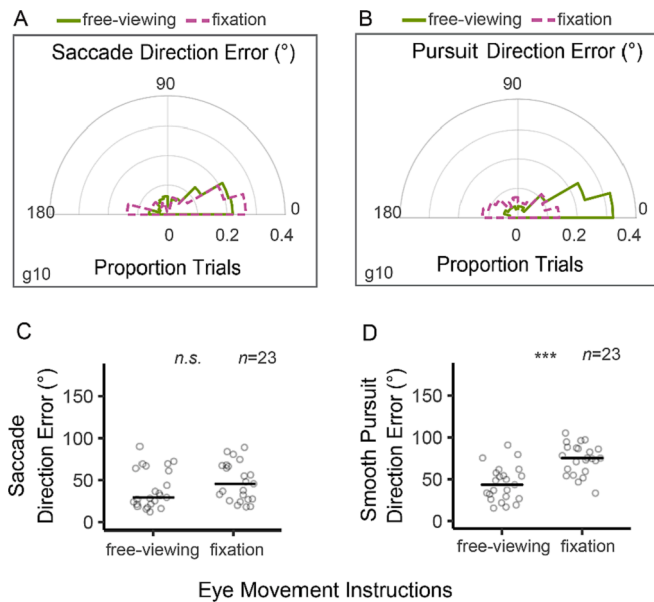 A
free-viewing fixation
Saccade Direction Error (°)
90
180
0
0 0.2 0.4
Proportion Trials
g10
B
free-viewing fixation
Pursuit Direction Error (°)
90
180
0
0 0.2 0.4
Proportion Trials
g10
C
n.s. n=23
Saccade
Direction Error (°)
150
100
50
0
free-viewing fixation
D
*** n=23
Smooth Pursuit
Direction Error (°)
150
100
50
0
free-viewing fixation
Eye Movement Instructions